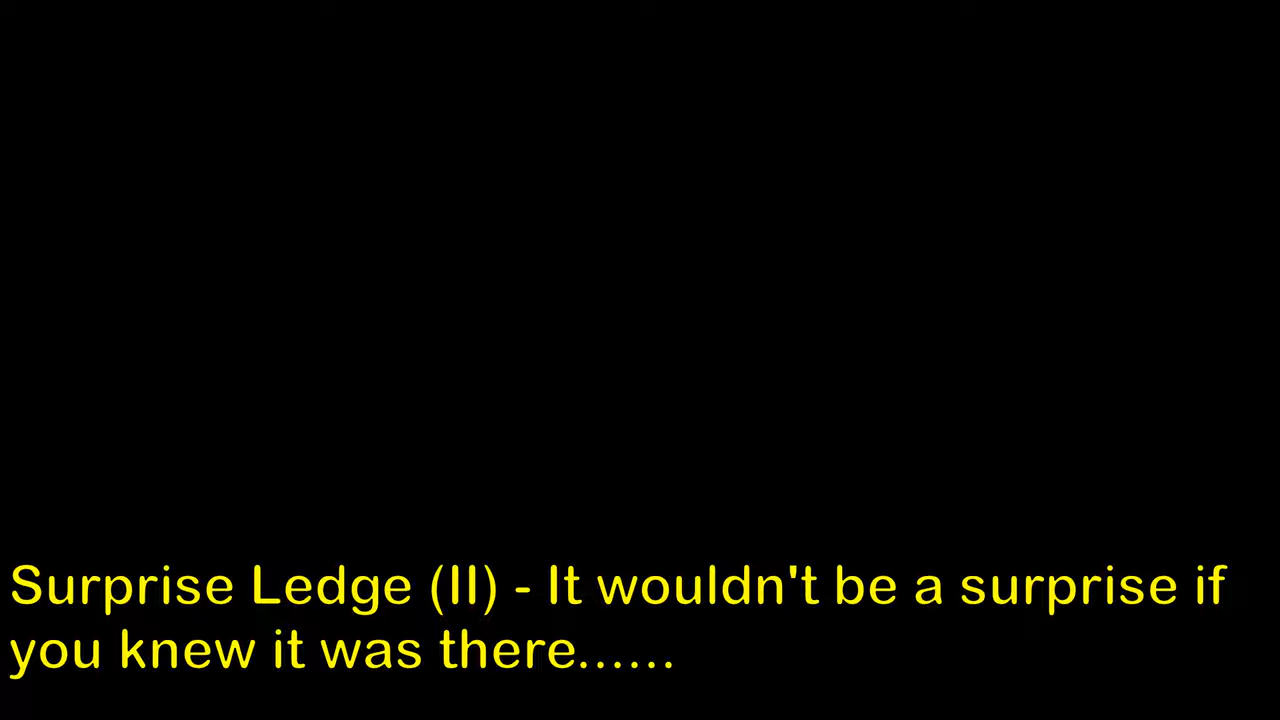 Surprise Ledge (II) - It wouldn't be a surprise if
you knew it was there......